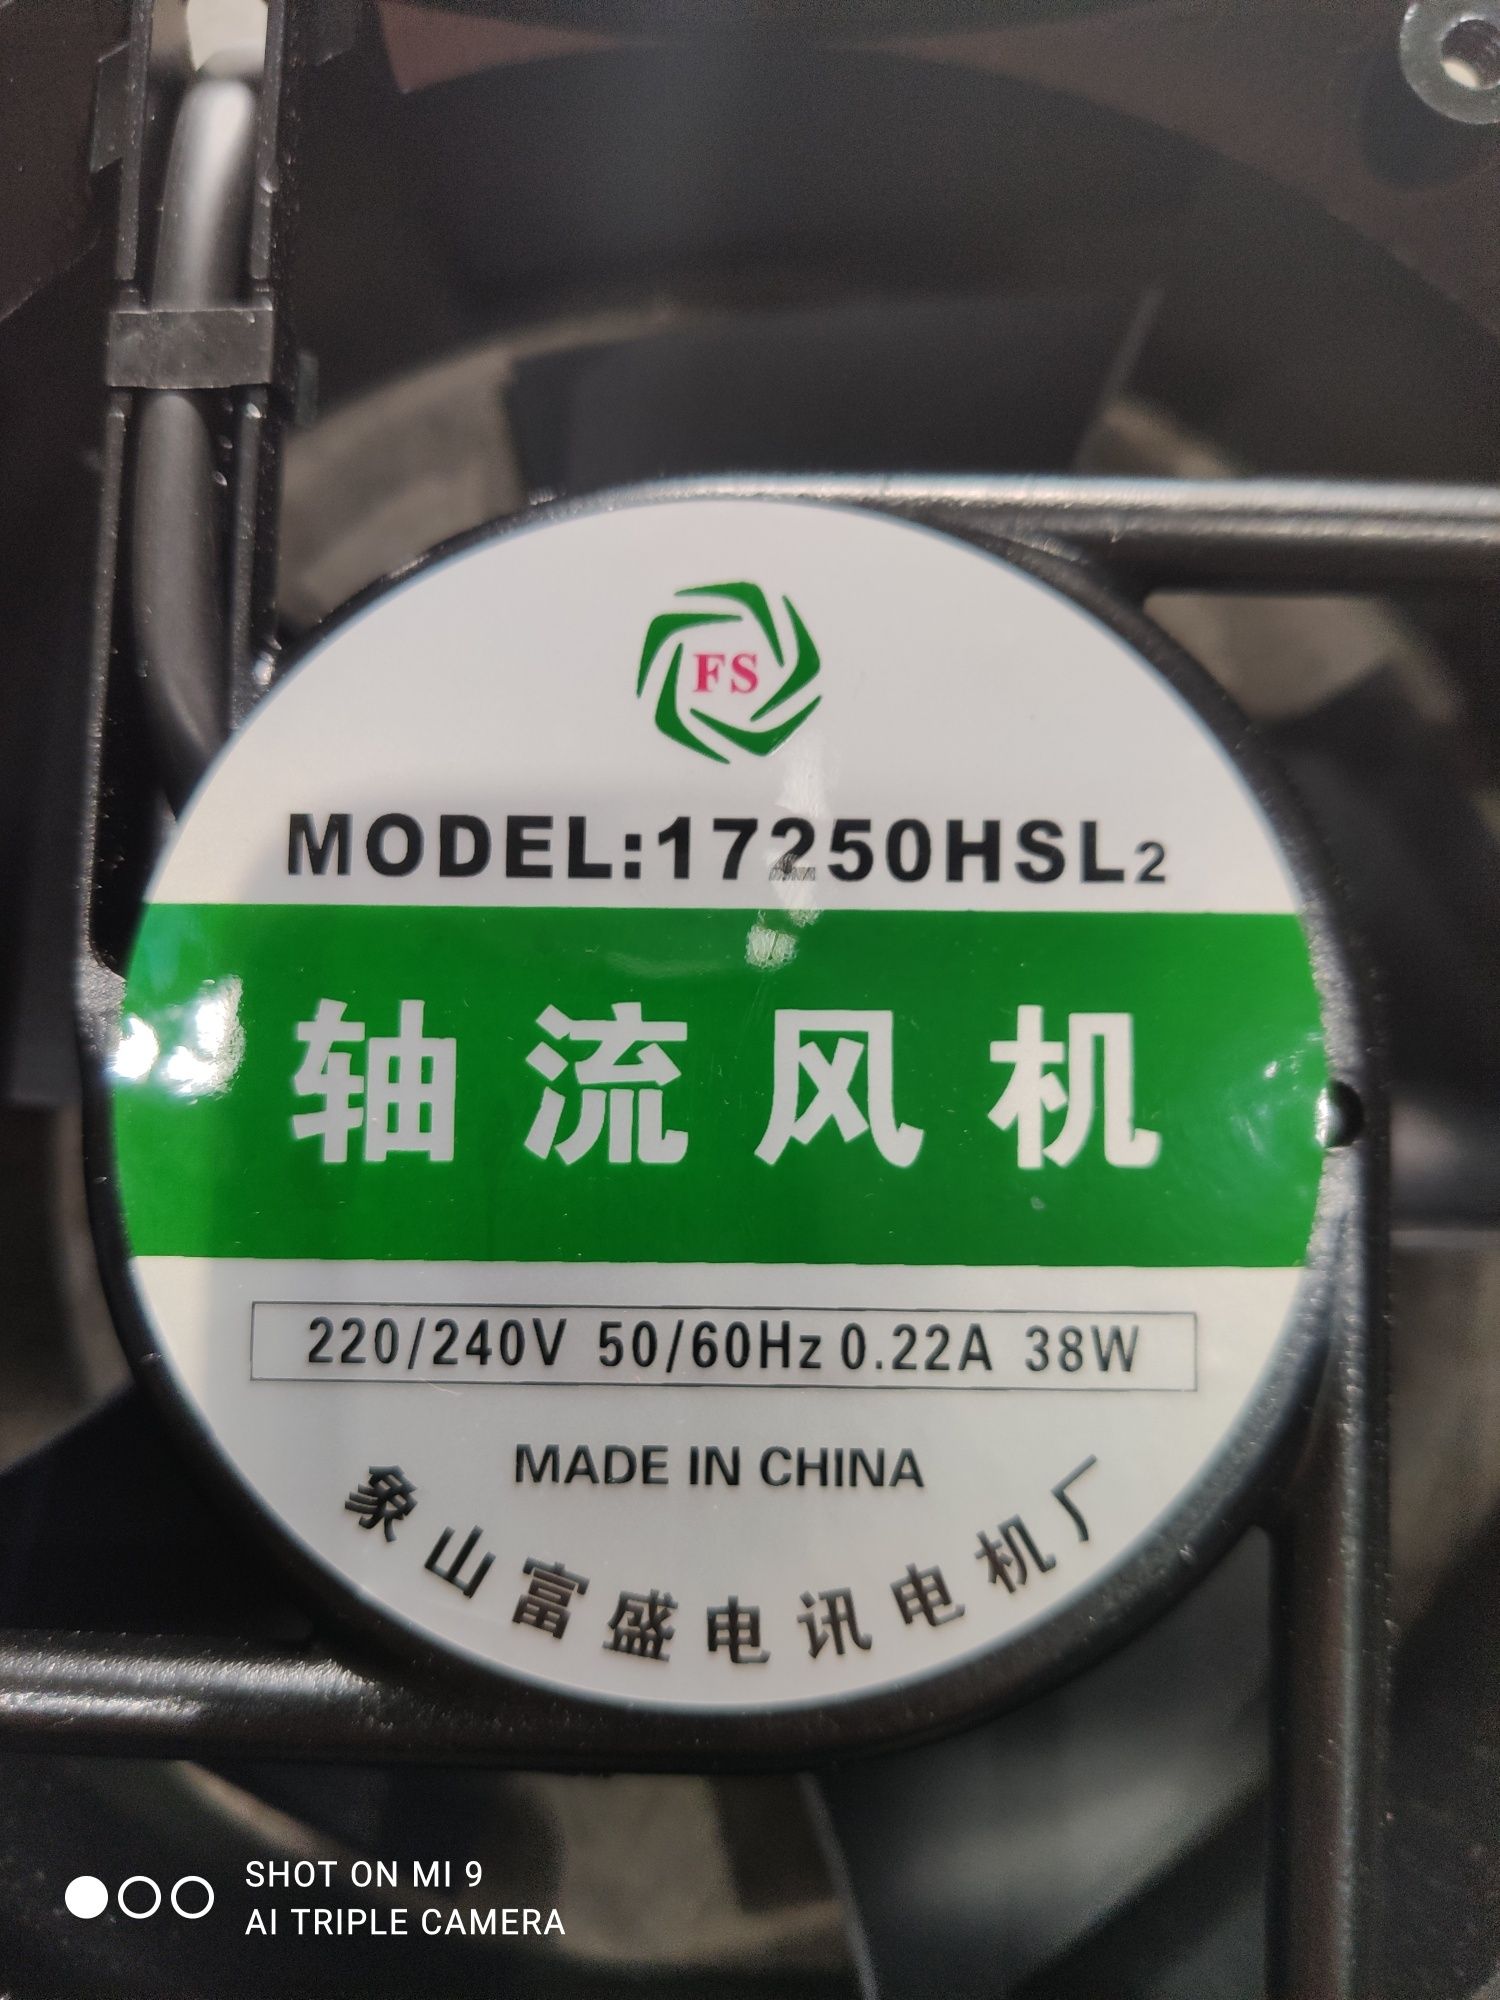 FS
MODEL:17250HSL2
轴流风机
220/240V 50/60Hz 0.22A 38W
MADE IN CHINA
象山富盛电讯电机厂
SHOT ON MI 9
AI TRIPLE CAMERA